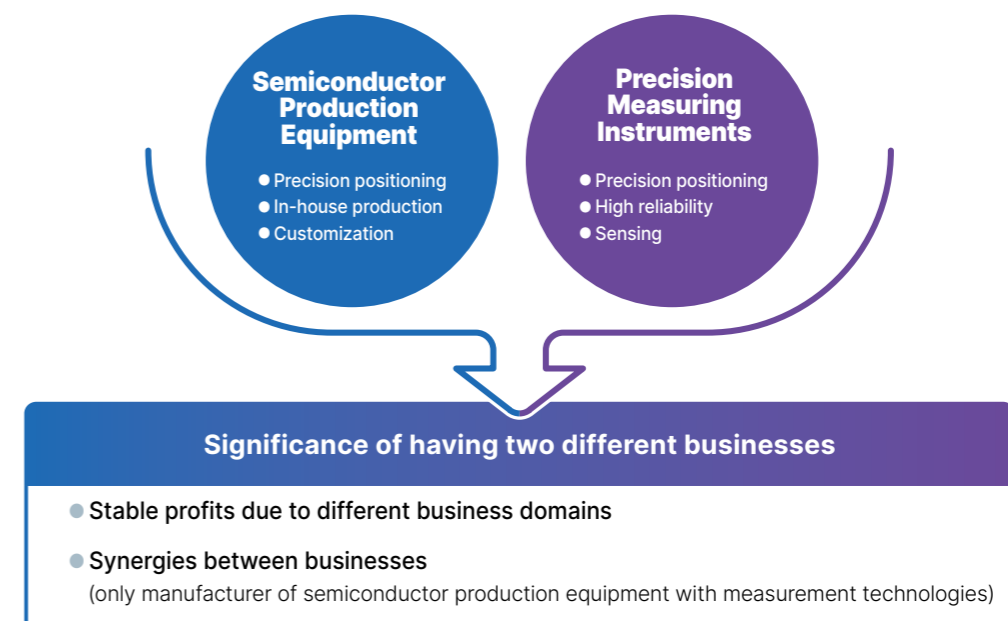 Semiconductor
Production
Equipment
● Precision positioning
● In-house production
● Customization
Precision
Measuring
Instruments
● Precision positioning
● High reliability
● Sensing
Significance of having two different businesses
● Stable profits due to different business domains
● Synergies between businesses
(only manufacturer of semiconductor production equipment with measurement technologies)